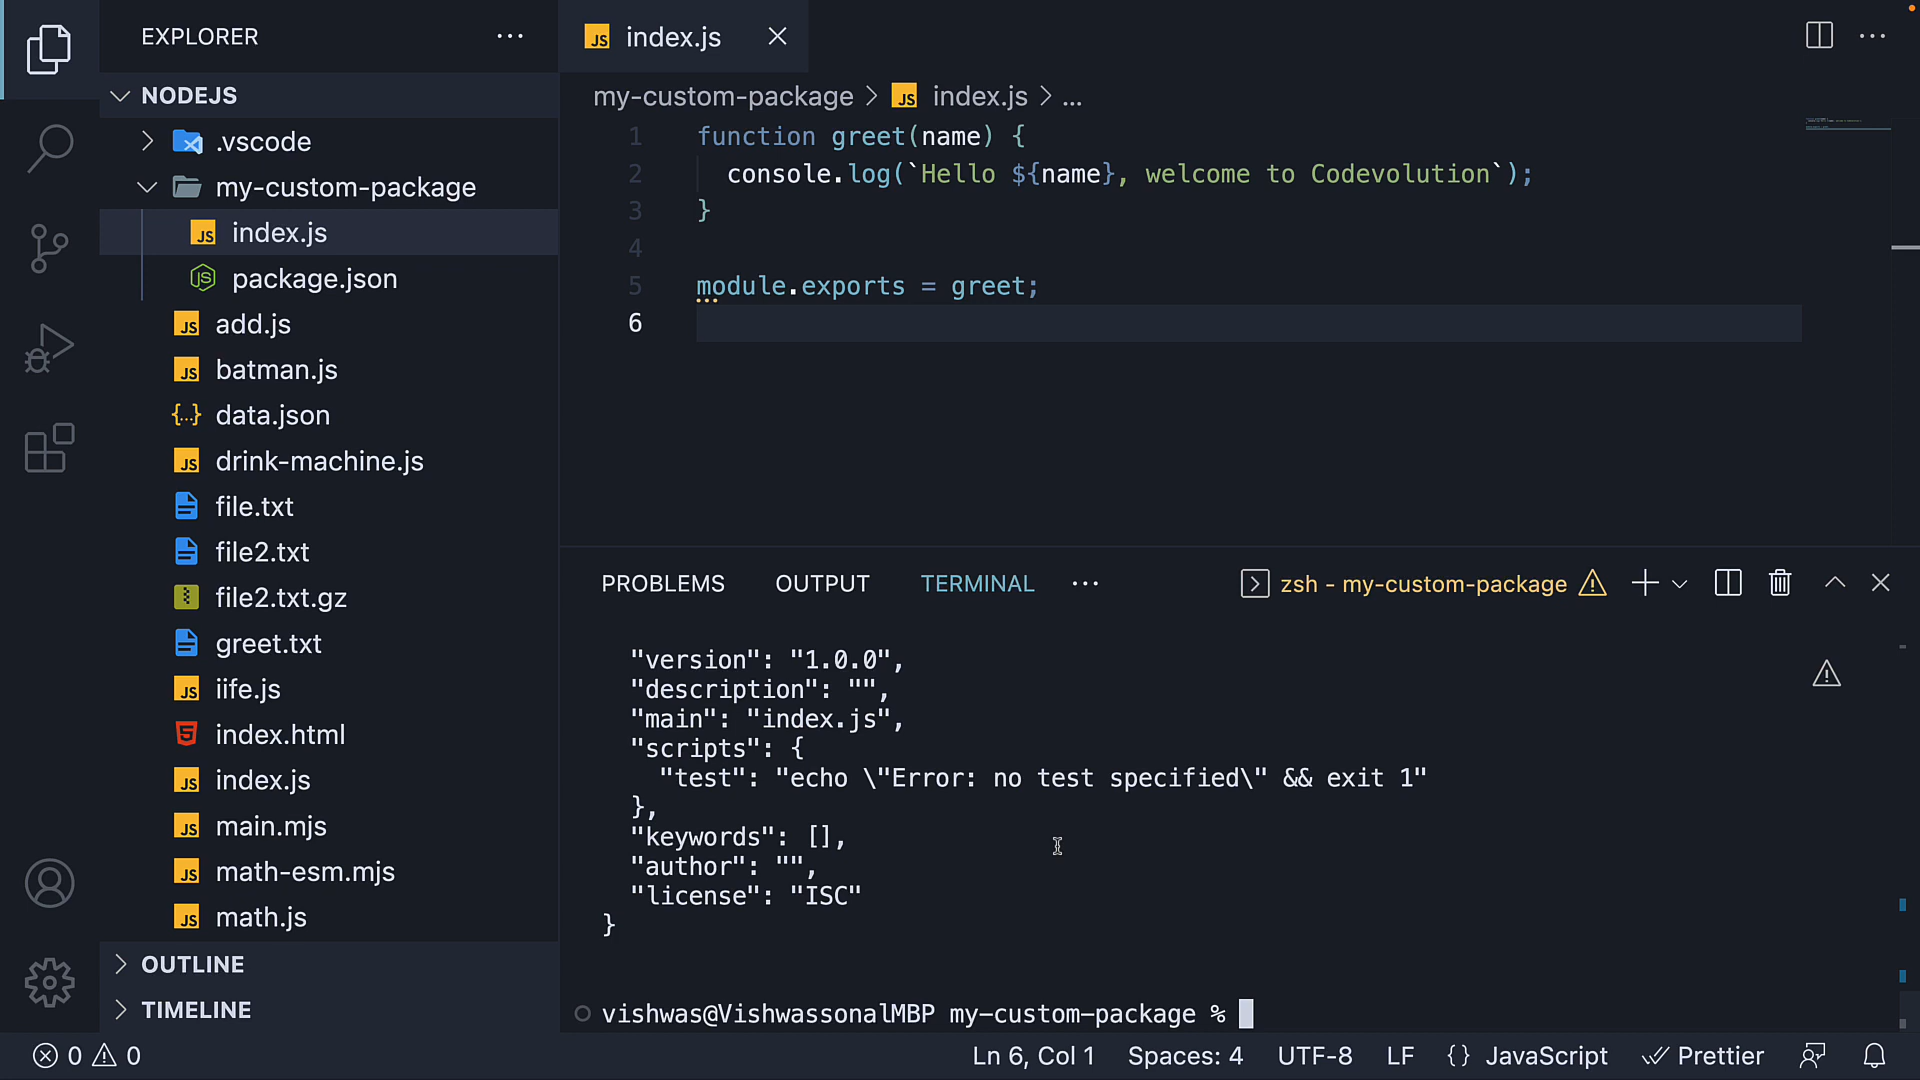 EXPLORER
NODEJS
.vscode
my-custom-package
index.js
package.json
add.js
batman.js
data.json
drink-machine.js
file.txt
file2.txt
file2.txt.gz
greet.txt
iife.js
index.html
index.js
main.mjs
math-esm.mjs
math.js
OUTLINE
TIMELINE
index.js
my-custom-package > index.js > ...
1 function greet(name) {
2 console.log(`Hello ${name}, welcome to Codevolution`);
3 }
4
5 module.exports = greet;
6
PROBLEMS OUTPUT TERMINAL zsh - my-custom-package
"version": "1.0.0",
"description": "",
"main": "index.js",
"scripts": {
"test": "echo \"Error: no test specified\" && exit 1"
},
"keywords": [],
"author": "",
"license": "ISC"
}
vishwas@VishwassonalMBP my-custom-package %
0 0 Ln 6, Col 1 Spaces: 4 UTF-8 LF {} JavaScript Prettier